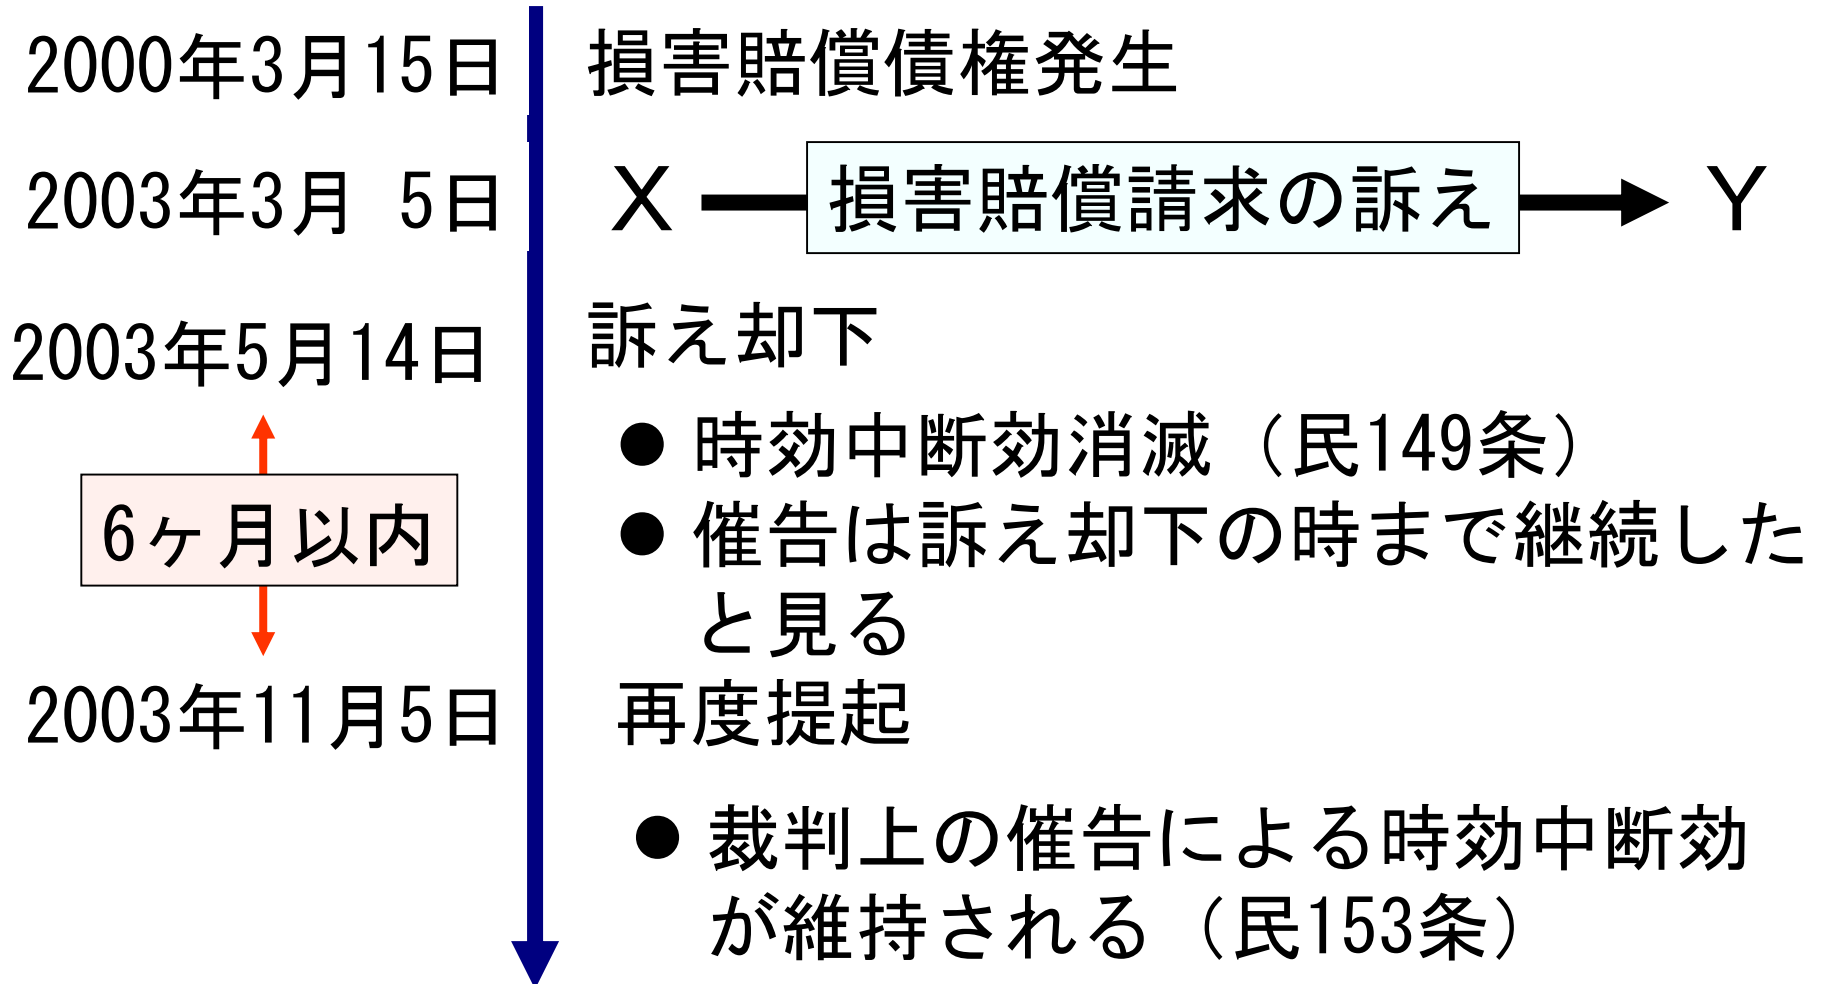 2000年3月15日 損害賠償債権発生
2003年3月 5日 X 損害賠償請求の訴え Y
2003年5月14日 訴え却下
● 時効中断効消滅（民149条）
6ヶ月以内 ● 催告は訴え却下の時まで継続した
と見る
2003年11月5日 再度提起
● 裁判上の催告による時効中断効
が維持される（民153条）